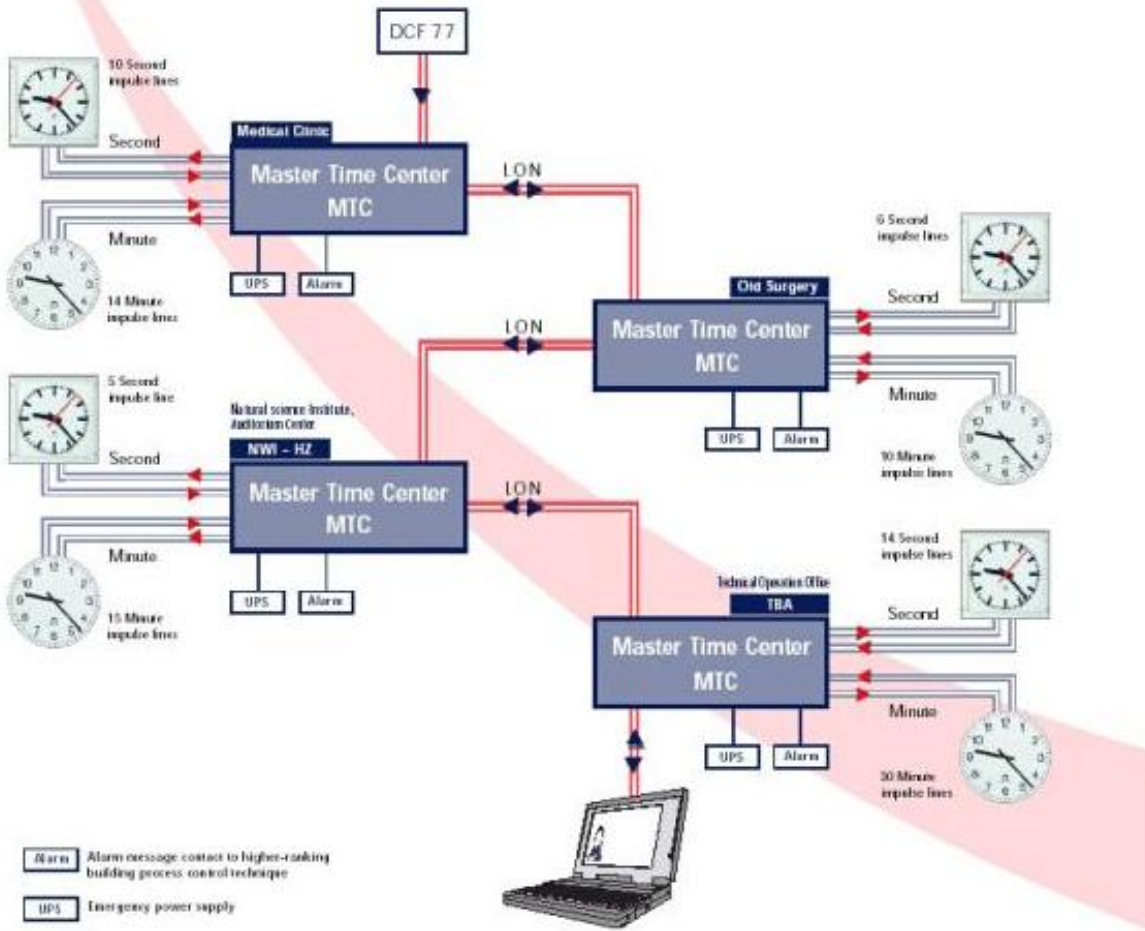 DCF 77
10 Second
impulse lines
Second
Medical Clinic
Master Time Center
MTC
LON
Minute
14 Minute
impulse lines
UPS
Alarm
6 Second
impulse lines
Old Surgery
Second
Master Time Center
MTC
LON
Minute
10 Minute
impulse lines
UPS
Alarm
5 Second
impulse line
Natural science Institute,
Auditorium Center
NWI - HZ
Second
Master Time Center
MTC
LON
Minute
15 Minute
impulse lines
UPS
Alarm
14 Second
impulse lines
Technical Operation Office
TBA
Second
Master Time Center
MTC
Minute
30 Minute
impulse lines
UPS
Alarm
Alarm
Alarm message contact to higher-ranking
building process control technique
UPS
Emergency power supply